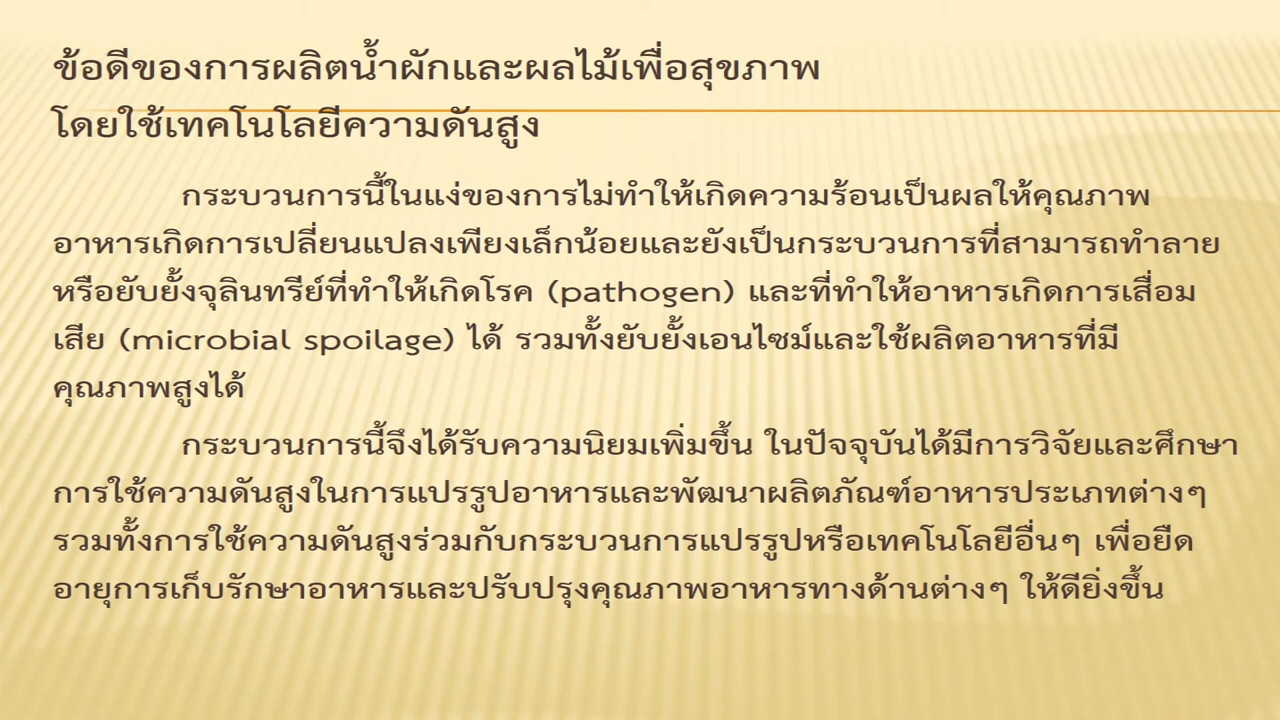 ข้อดีของการผลิตน้ำผักและผลไม้เพื่อสุขภาพ
โดยใช้เทคโนโลยีความดันสูง
กระบวนการนี้ในแง่ของการไม่ทำให้เกิดความร้อนเป็นผลให้คุณภาพ
อาหารเกิดการเปลี่ยนแปลงเพียงเล็กน้อยและยังเป็นกระบวนการที่สามารถทำลาย
หรือยับยั้งจุลินทรีย์ที่ทำให้เกิดโรค (pathogen) และที่ทำให้อาหารเกิดการเสื่อม
เสีย (microbial spoilage) ได้ รวมทั้งยับยั้งเอนไซม์และใช้ผลิตอาหารที่มี
คุณภาพสูงได้
กระบวนการนี้จึงได้รับความนิยมเพิ่มขึ้น ในปัจจุบันได้มีการวิจัยและศึกษา
การใช้ความดันสูงในการแปรรูปอาหารและพัฒนาผลิตภัณฑ์อาหารประเภทต่างๆ
รวมทั้งการใช้ความดันสูงร่วมกับกระบวนการแปรรูปหรือเทคโนโลยีอื่นๆ เพื่อยืด
อายุการเก็บรักษาอาหารและปรับปรุงคุณภาพอาหารทางด้านต่างๆ ให้ดียิ่งขึ้น